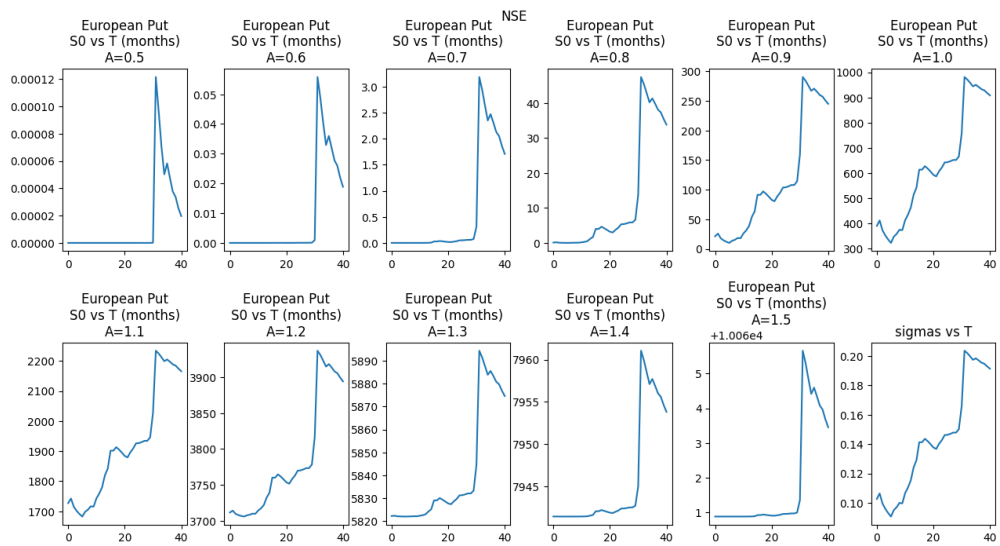 NSE
European Put
S0 vs T (months)
A=0.5
0.00012
0.00010
0.00008
0.00006
0.00004
0.00002
0.00000
0 20 40
European Put
S0 vs T (months)
A=0.6
0.05
0.04
0.03
0.02
0.01
0.00
0 20 40
European Put
S0 vs T (months)
A=0.7
3.0
2.5
2.0
1.5
1.0
0.5
0.0
0 20 40
European Put
S0 vs T (months)
A=0.8
40
30
20
10
0
0 20 40
European Put
S0 vs T (months)
A=0.9
300
250
200
150
100
50
0
0 20 40
European Put
S0 vs T (months)
A=1.0
1000
900
800
700
600
500
400
300
0 20 40
European Put
S0 vs T (months)
A=1.1
2200
2100
2000
1900
1800
1700
0 20 40
European Put
S0 vs T (months)
A=1.2
3900
3850
3800
3750
3700
0 20 40
European Put
S0 vs T (months)
A=1.3
5890
5880
5870
5860
5850
5840
5830
5820
0 20 40
European Put
S0 vs T (months)
A=1.4
7960
7955
7950
7945
0 20 40
European Put
S0 vs T (months)
A=1.5
+1.006e4
5
4
3
2
1
0 20 40
sigmas vs T
0.20
0.18
0.16
0.14
0.12
0.10
0 20 40